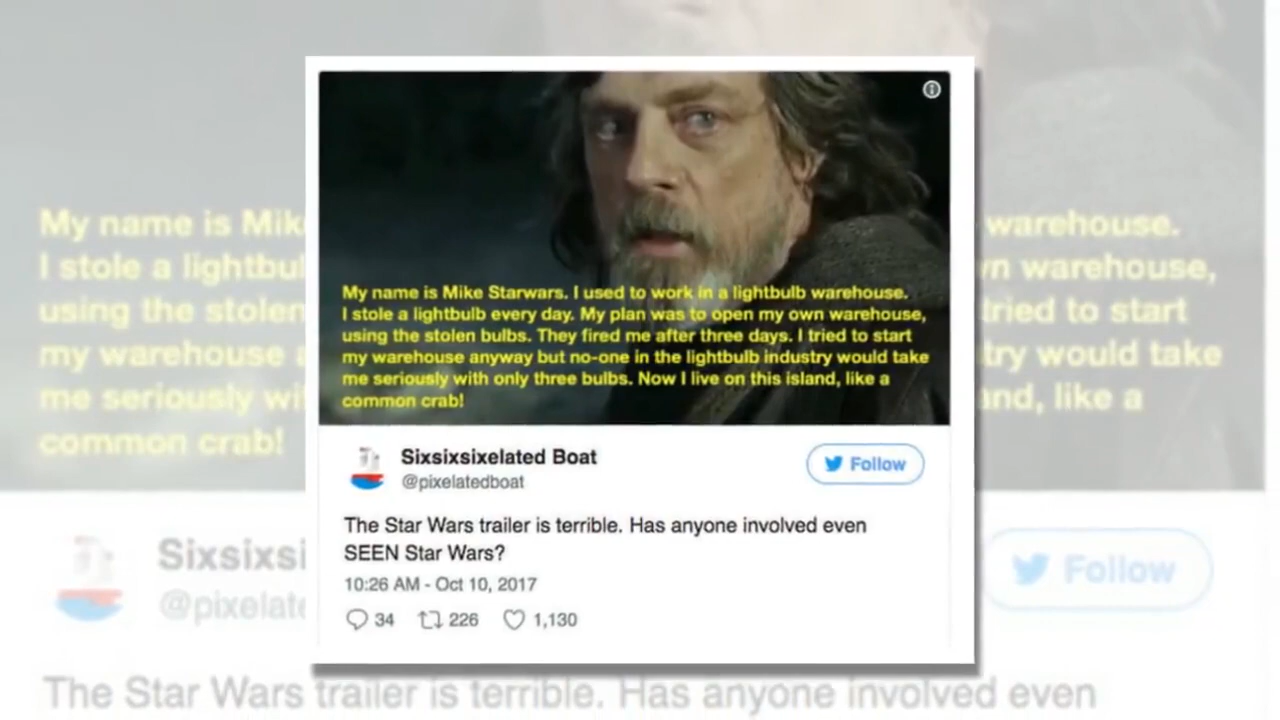 My name is Mike Starwars. I used to work in a lightbulb warehouse.
I stole a lightbulb every day. My plan was to open my own warehouse,
using the stolen bulbs. They fired me after three days. I tried to start
my warehouse anyway but no-one in the lightbulb industry would take
me seriously with only three bulbs. Now I live on this island, like a
common crab!
Sixsixsixelated Boat
@pixelatedboat
Follow
The Star Wars trailer is terrible. Has anyone involved even
SEEN Star Wars?
10:26 AM - Oct 10, 2017
34 226 1,130
My name is Mik
warehouse.
I stole a lightbul
n warehouse,
using the stolen
tried to start
my warehouse
try would take
me seriously wi
and, like a
common crab!
Sixsixsi
@pixelate
Follow
The Star Wars trailer is terrible. Has anyone involved even